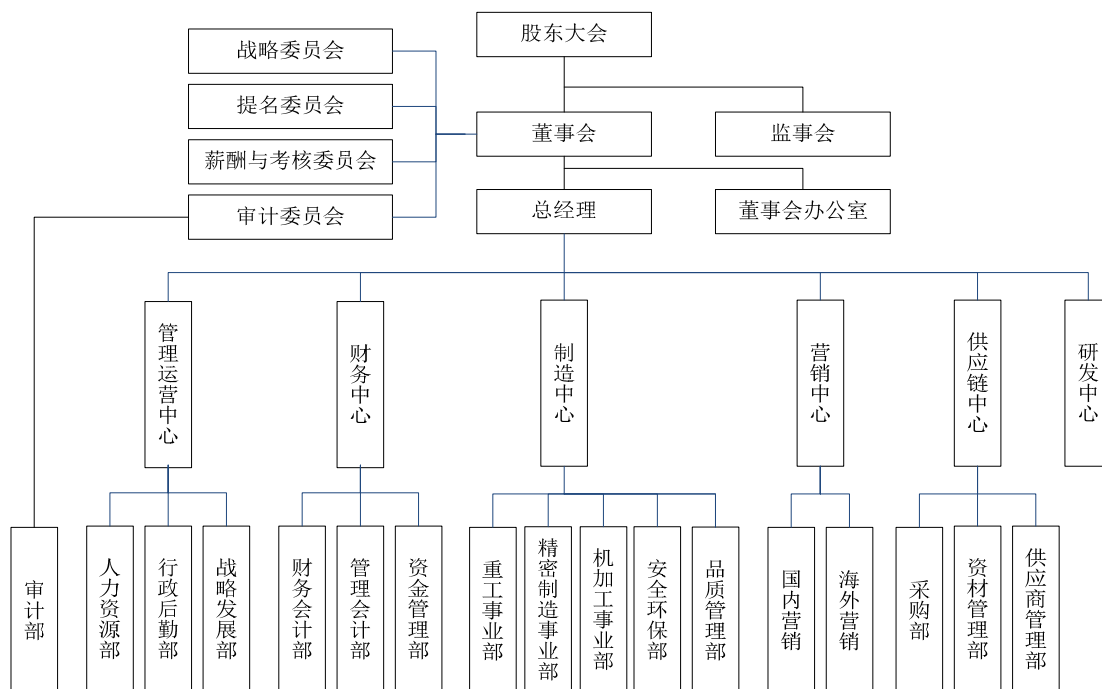 股东大会
战略委员会
提名委员会
董事会
监事会
薪酬与考核委员会
审计委员会
总经理
董事会办公室
管理运营中心
财务中心
制造中心
营销中心
供应链中心
研发中心
审计部
人力资源部
行政后勤部
战略发展部
财务会计部
管理会计部
资金管理部
重工事业部
精密制造事业部
机加工事业部
安全环保部
品质管理部
国内营销
海外营销
采购部
资材管理部
供应商管理部